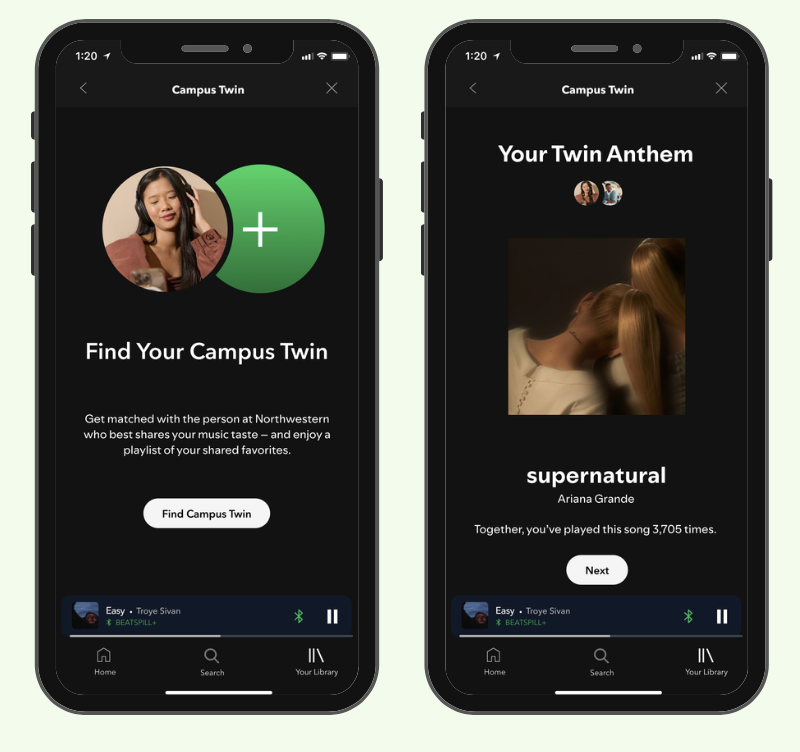 1:20
Campus Twin
Find Your Campus Twin
Get matched with the person at Northwestern
who best shares your music taste – and enjoy a
playlist of your shared favorites.
Find Campus Twin
Easy • Troye Sivan
BEATSPILL+
Home
Search
Your Library
1:20
Campus Twin
Your Twin Anthem
supernatural
Ariana Grande
Together, you've played this song 3,705 times.
Next
Easy • Troye Sivan
BEATSPILL+
Home
Search
Your Library